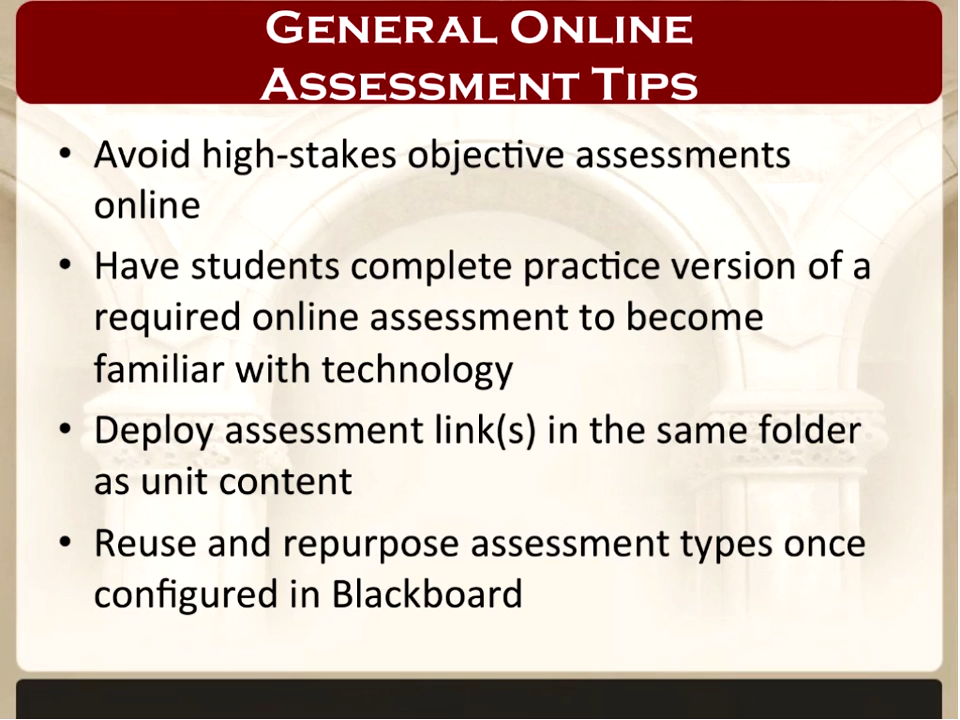 General Online
Assessment Tips
• Avoid high-stakes objective assessments
online
• Have students complete practice version of a
required online assessment to become
familiar with technology
• Deploy assessment link(s) in the same folder
as unit content
• Reuse and repurpose assessment types once
configured in Blackboard